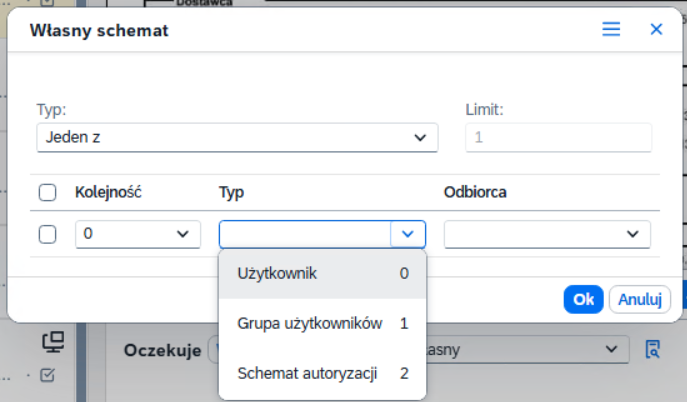 Dostawca
Własny schemat
Typ:
Limit:
Jeden z
1
Kolejność Typ Odbiorca
0
Użytkownik 0
Grupa użytkowników 1
Schemat autoryzacji 2
Ok Anuluj
Oczekuje